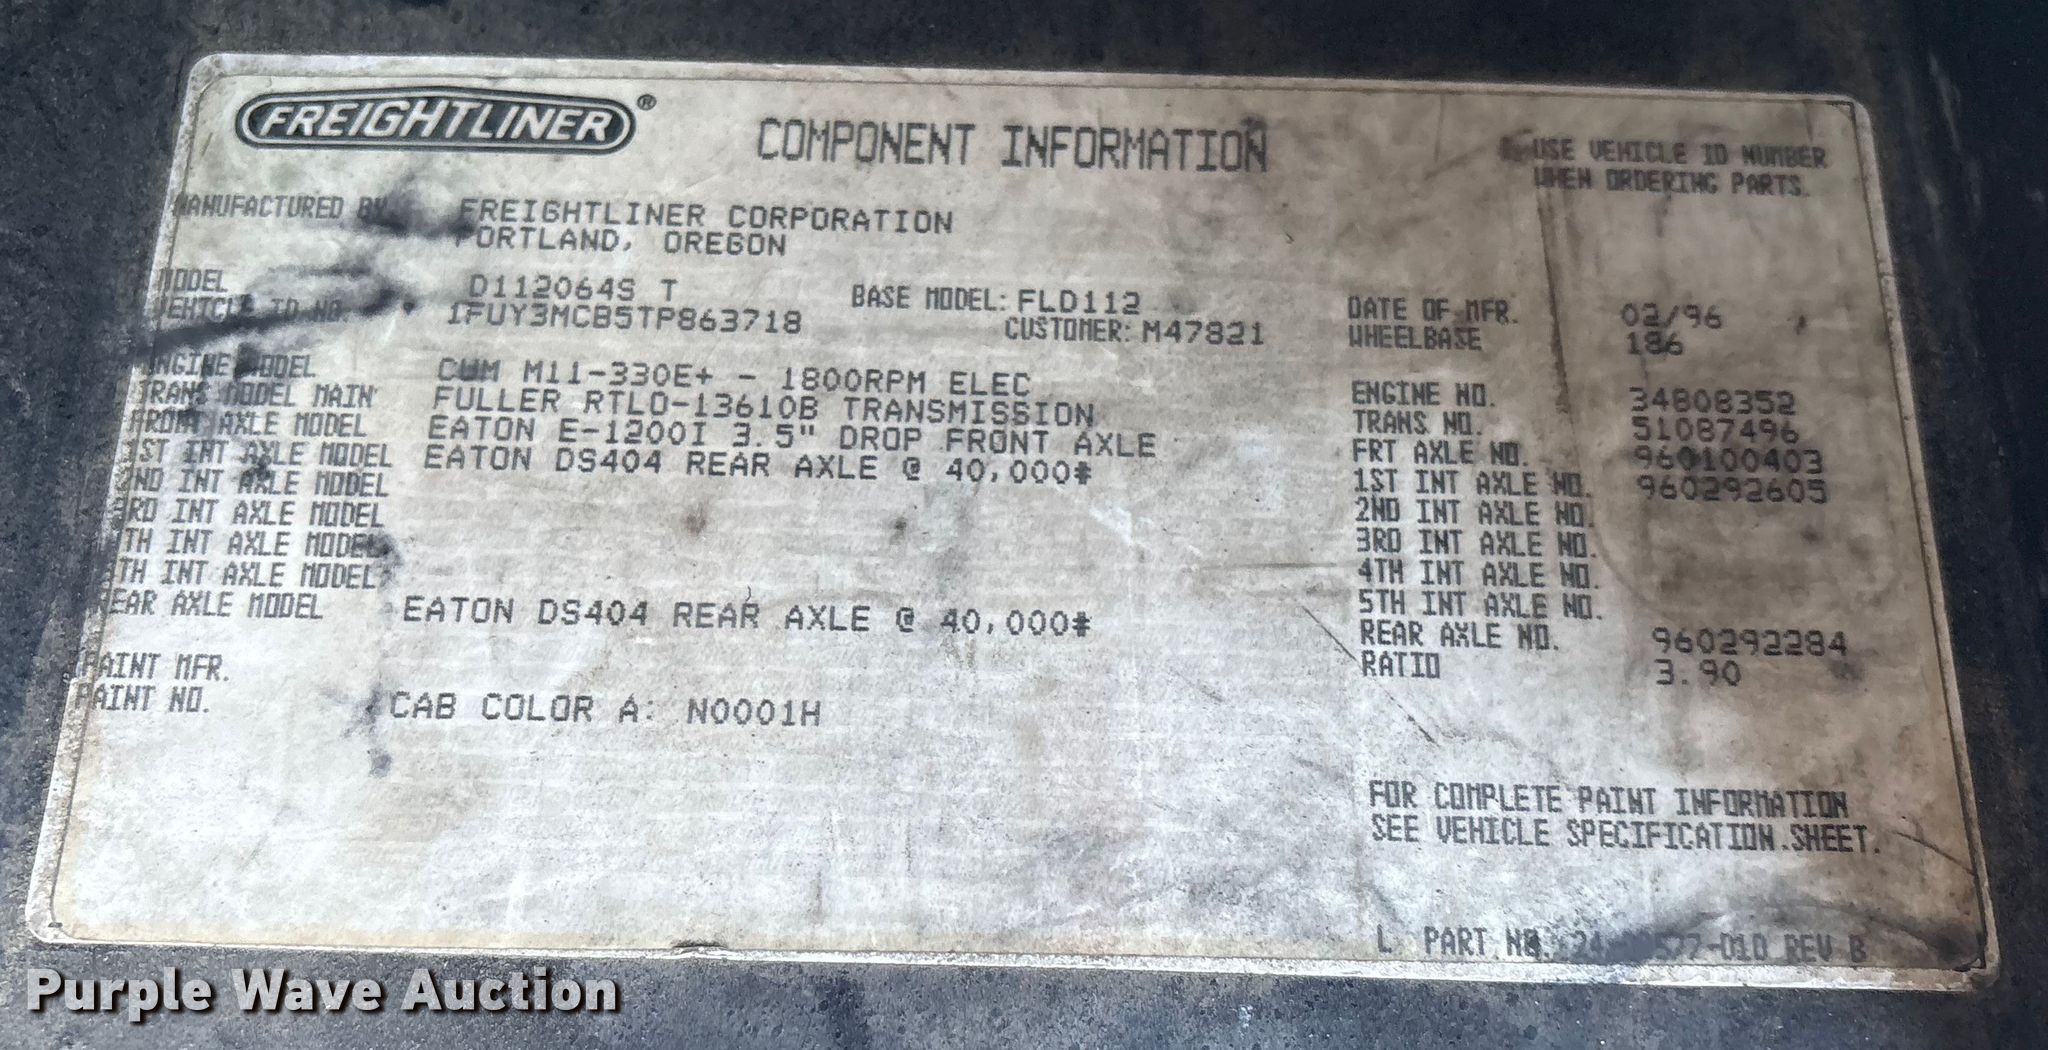 FREIGHTLINER®
COMPONENT INFORMATION
USE VEHICLE ID NUMBER
WHEN ORDERING PARTS.
MANUFACTURED BY FREIGHTLINER CORPORATION
PORTLAND, OREGON
MODEL D112064S T BASE MODEL: FLD112 DATE OF MFR. 02/96
VEHICLE ID NO. 1FUY3MCB5TP863718 CUSTOMER: M47821 WHEELBASE 186
ENGINE MODEL CUM M11-330E+ - 1800RPM ELEC ENGINE NO. 34808352
TRANS MODEL MAIN FULLER RTLO-13610B TRANSMISSION TRANS NO. 51087496
FRONT AXLE MODEL EATON E-1200I 3.5" DROP FRONT AXLE FRT AXLE NO. 960100403
1ST INT AXLE MODEL EATON DS404 REAR AXLE @ 40,000# 1ST INT AXLE NO. 960292605
2ND INT AXLE MODEL 2ND INT AXLE NO.
3RD INT AXLE MODEL 3RD INT AXLE NO.
TH INT AXLE MODEL 4TH INT AXLE NO.
TH INT AXLE MODEL 5TH INT AXLE NO.
REAR AXLE MODEL EATON DS404 REAR AXLE @ 40,000# REAR AXLE NO. 960292284
RATIO 3.90
PAINT MFR.
PAINT NO. CAB COLOR A: N0001H
FOR COMPLETE PAINT INFORMATION
SEE VEHICLE SPECIFICATION SHEET.
L PART NO. 577-010 REV B
Purple Wave Auction